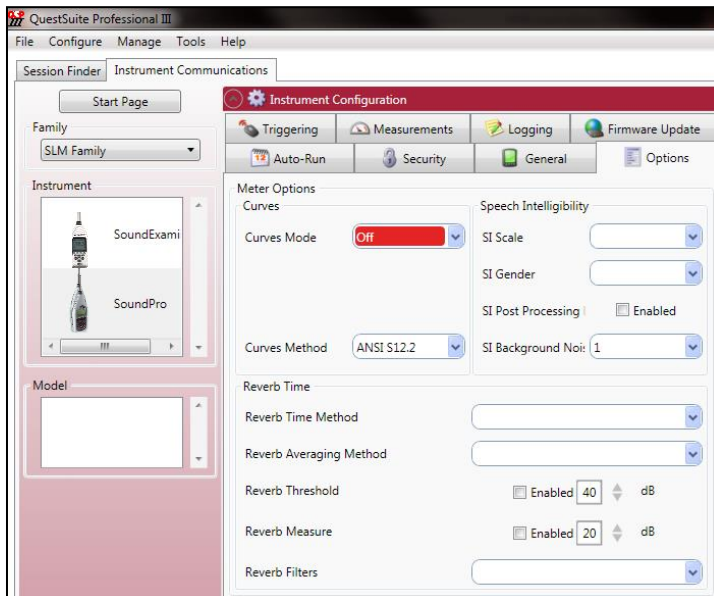 QuestSuite Professional III
File Configure Manage Tools Help
Session Finder Instrument Communications
Start Page
Family
SLM Family
Instrument
SoundExami
SoundPro
Model
Instrument Configuration
Triggering Measurements Logging Firmware Update
12 Auto-Run Security General Options
Meter Options
Curves
Curves Mode Off
Curves Method ANSI S12.2
Speech Intelligibility
SI Scale
SI Gender
SI Post Processing Enabled
SI Background Nois 1
Reverb Time
Reverb Time Method
Reverb Averaging Method
Reverb Threshold Enabled 40 dB
Reverb Measure Enabled 20 dB
Reverb Filters